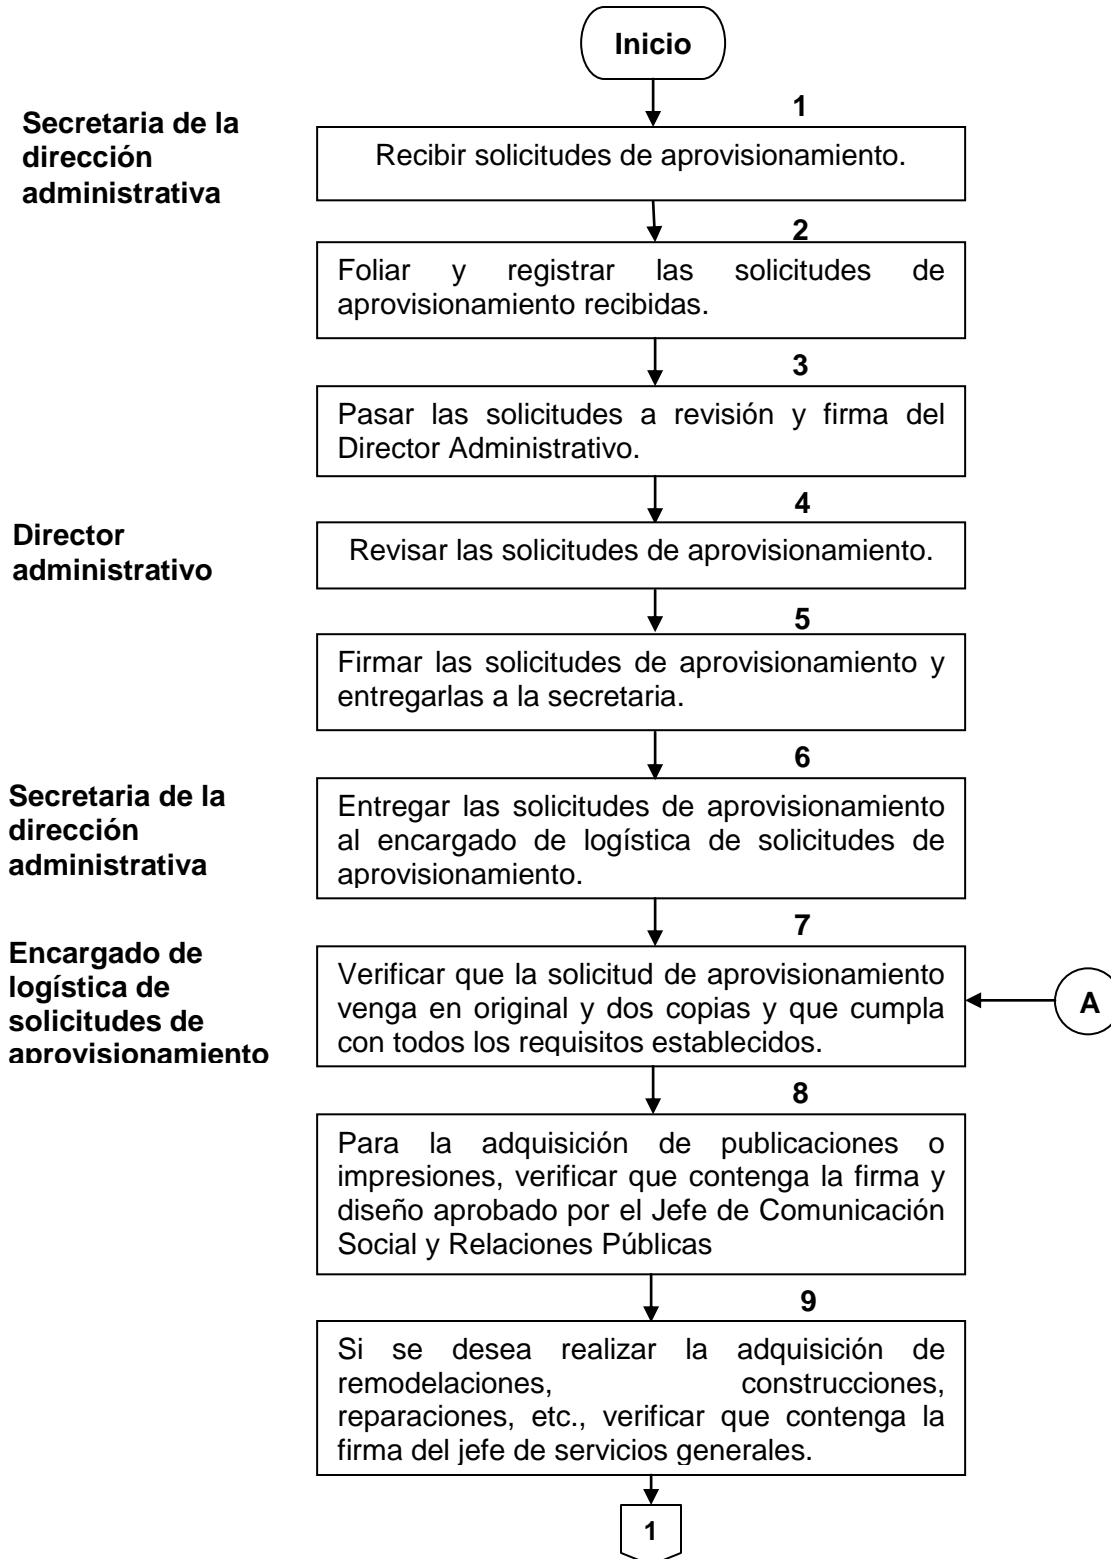 Inicio
1
Secretaria de la
dirección
administrativa
Recibir solicitudes de aprovisionamiento.
2
Foliar y registrar las solicitudes de
aprovisionamiento recibidas.
3
Pasar las solicitudes a revisión y firma del
Director Administrativo.
4
Director
administrativo
Revisar las solicitudes de aprovisionamiento.
5
Firmar las solicitudes de aprovisionamiento y
entregarlas a la secretaria.
6
Secretaria de la
dirección
administrativa
Entregar las solicitudes de aprovisionamiento
al encargado de logística de solicitudes de
aprovisionamiento.
7
Encargado de
logística de
solicitudes de
aprovisionamiento
Verificar que la solicitud de aprovisionamiento
venga en original y dos copias y que cumpla
con todos los requisitos establecidos.
A
8
Para la adquisición de publicaciones o
impresiones, verificar que contenga la firma y
diseño aprobado por el Jefe de Comunicación
Social y Relaciones Públicas
9
Si se desea realizar la adquisición de
remodelaciones, construcciones,
reparaciones, etc., verificar que contenga la
firma del jefe de servicios generales.
1